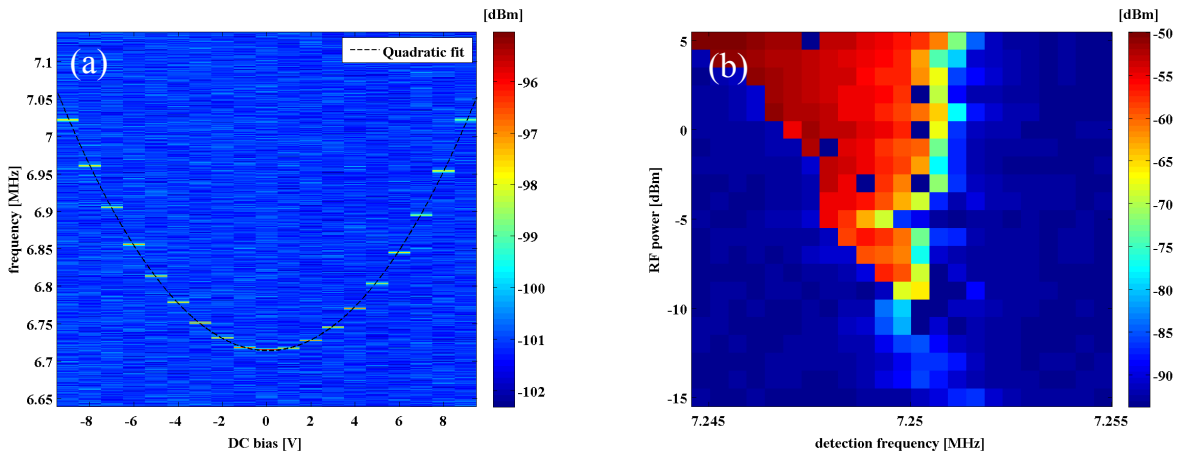 [dBm]
(a)
Quadratic fit
7.1
7.05
7
6.95
6.9
6.85
6.8
6.75
6.7
6.65
frequency [MHz]
-8 -6 -4 -2 0 2 4 6 8
DC bias [V]
-96
-97
-98
-99
-100
-101
-102
[dBm]
(b)
5
0
-5
-10
-15
RF power [dBm]
7.245 7.25 7.255
detection frequency [MHz]
-50
-55
-60
-65
-70
-75
-80
-85
-90